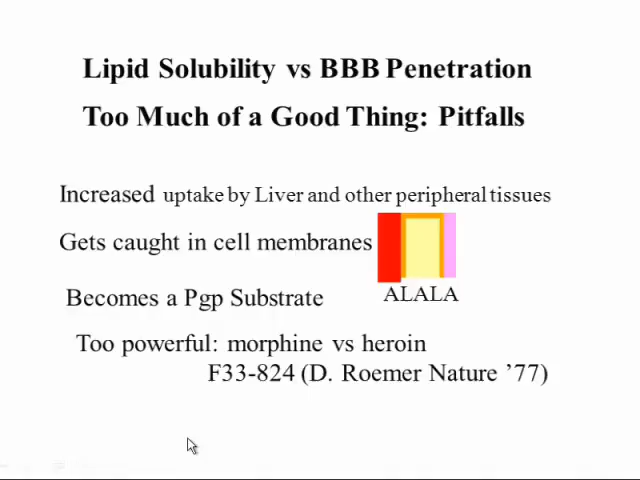 Lipid Solubility vs BBB Penetration
Too Much of a Good Thing: Pitfalls
Increased uptake by Liver and other peripheral tissues
Gets caught in cell membranes
ALALA
Becomes a Pgp Substrate
Too powerful: morphine vs heroin
F33-824 (D. Roemer Nature ’77)